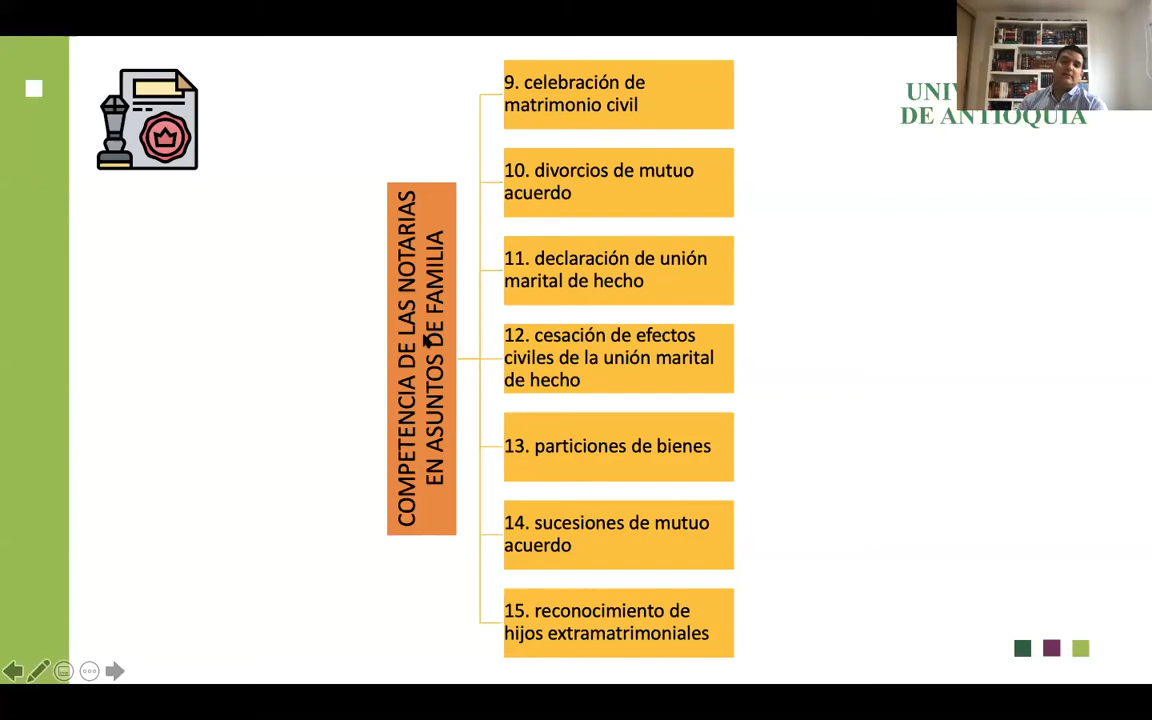 UNIV
DE ANTIOQUIA
COMPETENCIA DE LAS NOTARIAS
EN ASUNTOS DE FAMILIA
9. celebración de
matrimonio civil
10. divorcios de mutuo
acuerdo
11. declaración de unión
marital de hecho
12. cesación de efectos
civiles de la unión marital
de hecho
13. particiones de bienes
14. sucesiones de mutuo
acuerdo
15. reconocimiento de
hijos extramatrimoniales